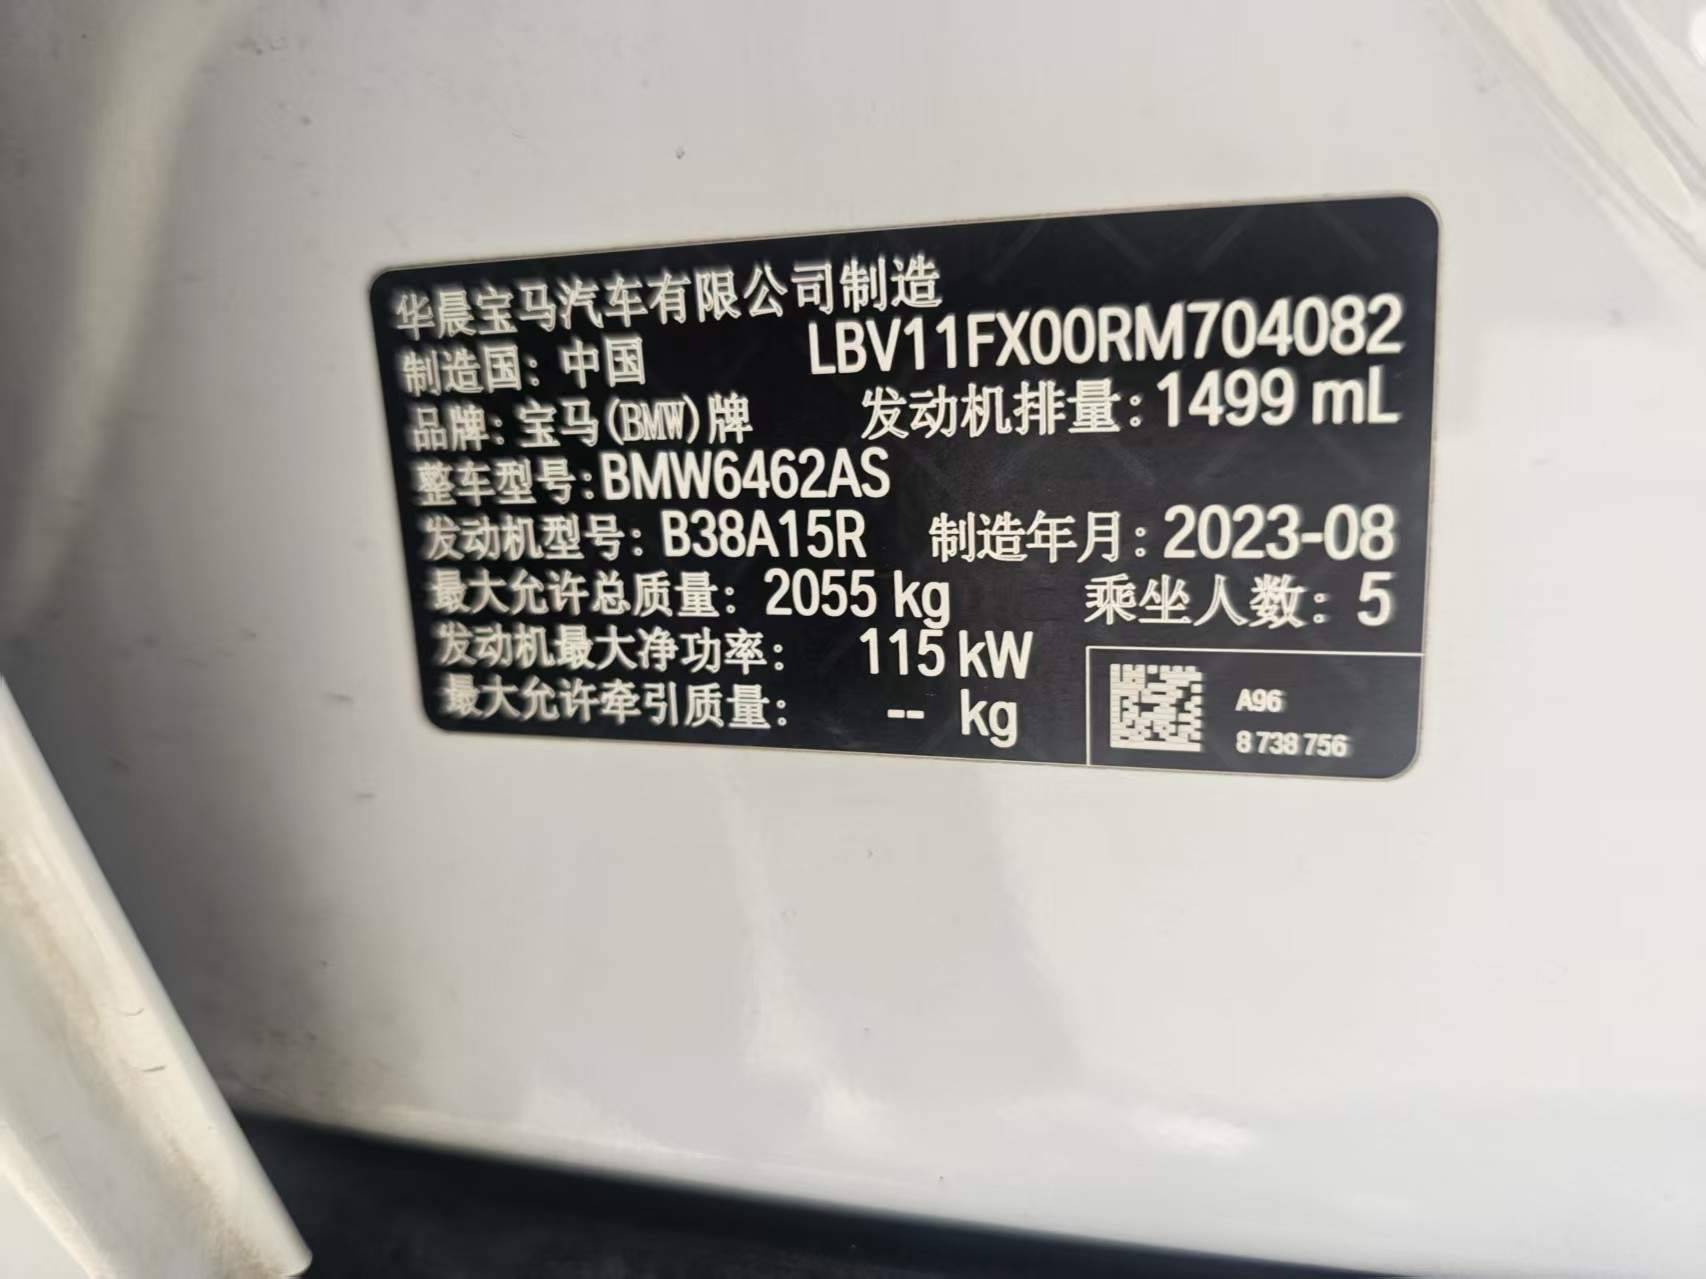 华晨宝马汽车有限公司制造
制造国：中国 LBV11FX00RM704082
品牌：宝马(BMW)牌 发动机排量：1499 mL
整车型号：BMW6462AS
发动机型号：B38A15R 制造年月：2023-08
最大允许总质量：2055 kg 乘坐人数：5
发动机最大净功率：115 kW
最大允许牵引质量：-- kg
A96
8 738 756